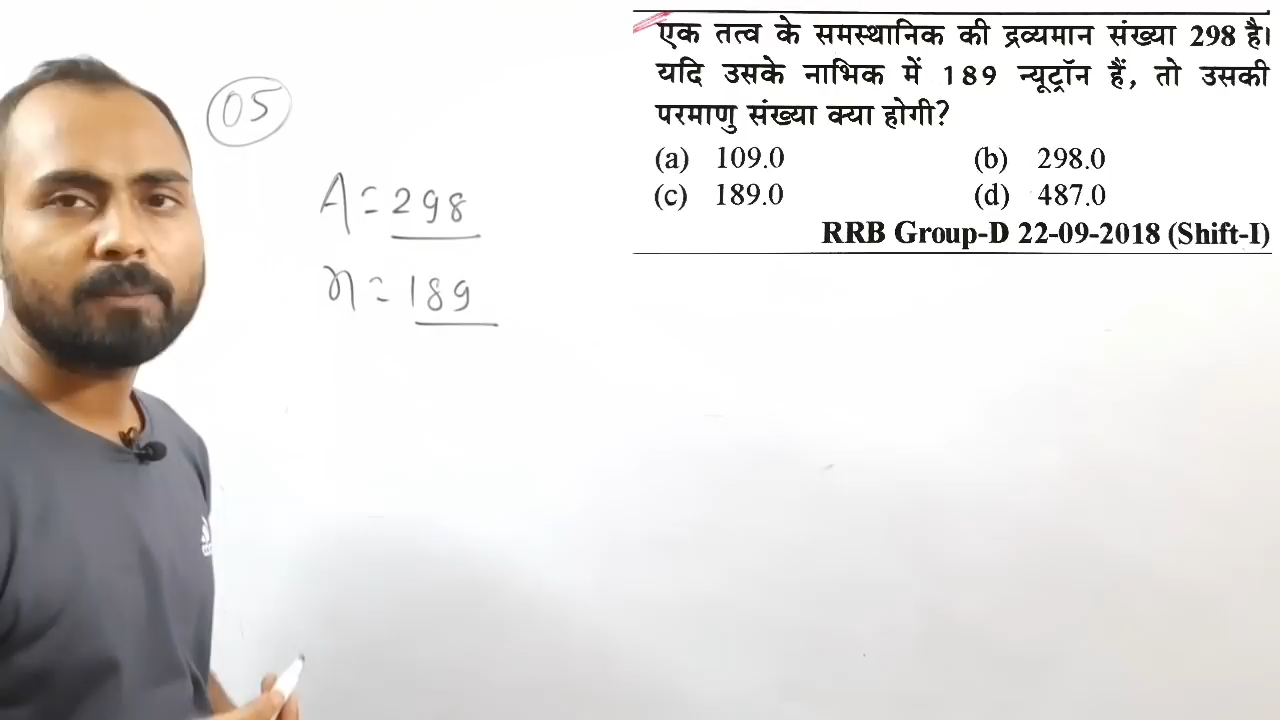 एक तत्व के समस्थानिक की द्रव्यमान संख्या 298 है।
यदि उसके नाभिक में 189 न्यूट्रॉन हैं, तो उसकी
परमाणु संख्या क्या होगी?
(a) 109.0 (b) 298.0
(c) 189.0 (d) 487.0
RRB Group-D 22-09-2018 (Shift-I)
05
A = 298
n = 189